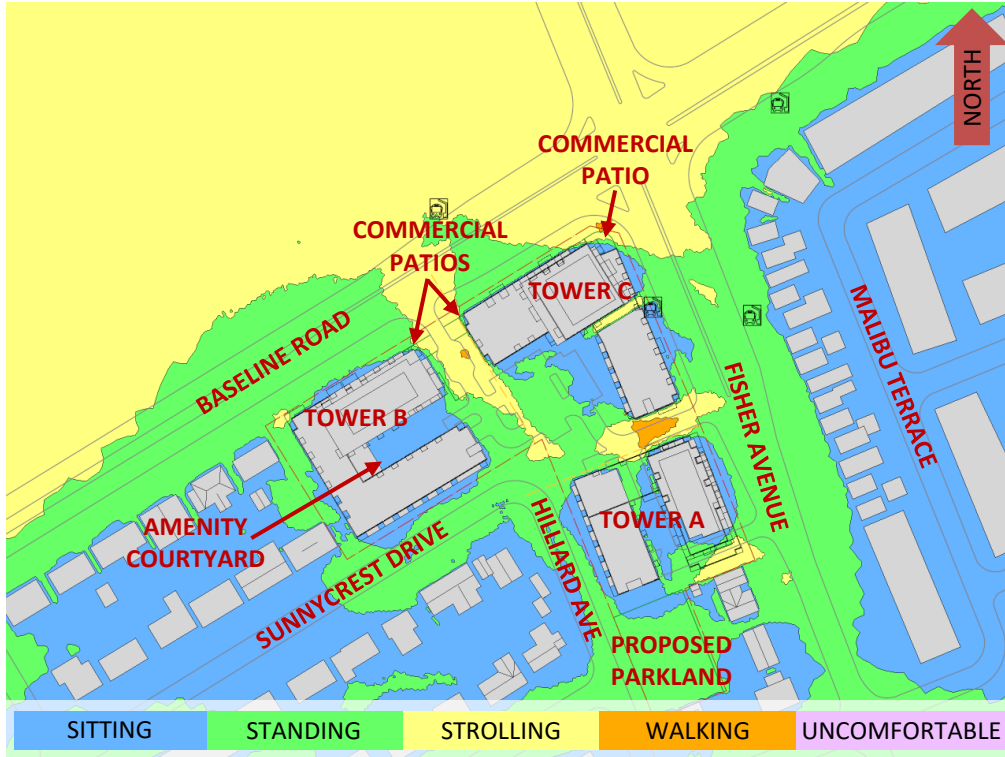 NORTH
COMMERCIAL
PATIO
COMMERCIAL
PATIOS
TOWER C
BASELINE ROAD
MALIBU TERRACE
FISHER AVENUE
TOWER B
AMENITY
COURTYARD
TOWER A
SUNNYCREST DRIVE
HILLIARD AVE
PROPOSED
PARKLAND
SITTING STANDING STROLLING WALKING UNCOMFORTABLE